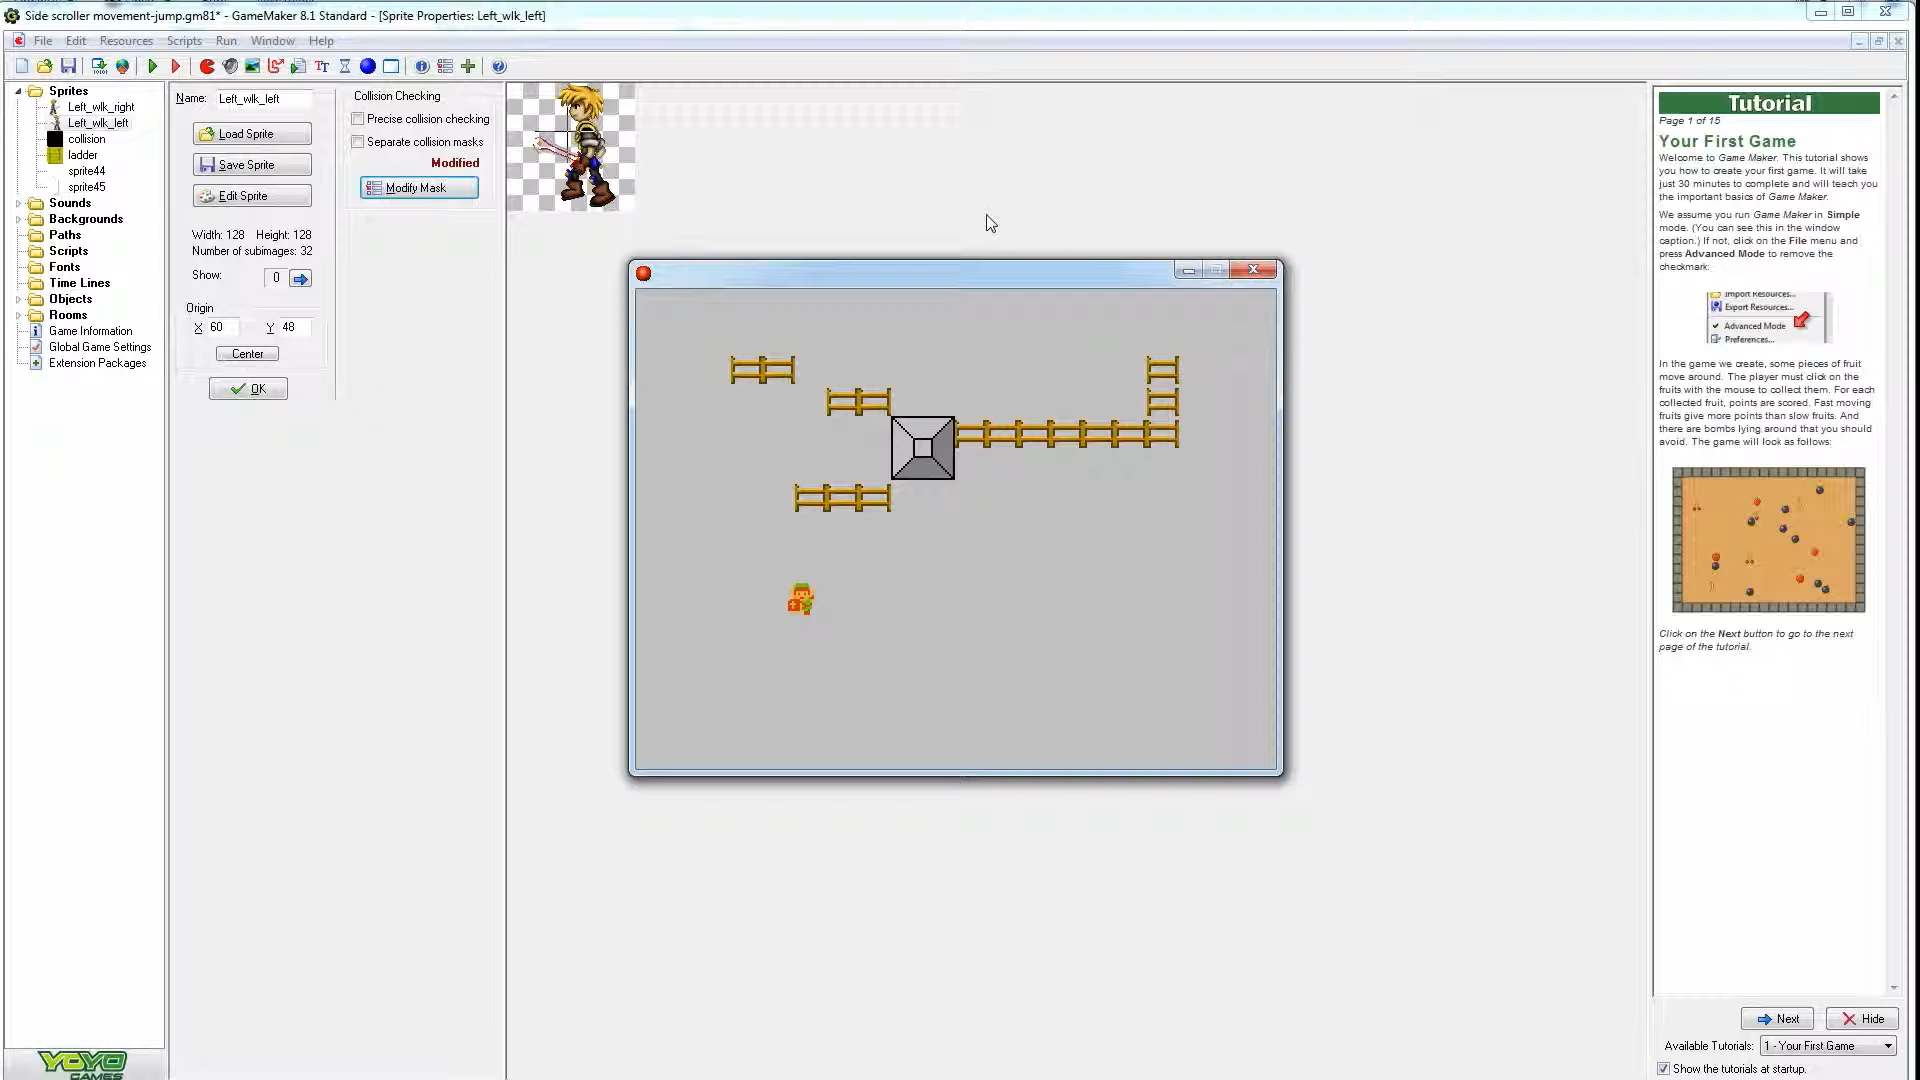 Side scroller movement-jump.gm81* - GameMaker 8.1 Standard - [Sprite Properties: Left_wlk_left]
File Edit Resources Scripts Run Window Help
Sprites
Left_wlk_right
Left_wlk_left
collision
ladder
sprite44
sprite45
Sounds
Backgrounds
Paths
Scripts
Fonts
Time Lines
Objects
Rooms
Game Information
Global Game Settings
Extension Packages
YOYO
GAMES
Name: Left_wlk_left
Load Sprite
Save Sprite
Edit Sprite
Width: 128 Height: 128
Number of subimages: 32
Show: 0
Origin
X 60 Y 48
Center
OK
Collision Checking
Precise collision checking
Separate collision masks
Modified
Modify Mask
Tutorial
Page 1 of 15
Your First Game
Welcome to Game Maker. This tutorial shows
you how to create your first game. It will take
just 30 minutes to complete and will teach you
the important basics of Game Maker.
We assume you run Game Maker in Simple
mode. (You can see this in the window
caption.) If not, click on the File menu and
press Advanced Mode to remove the
checkmark:
Import Resources...
Export Resources...
Advanced Mode
Preferences...
In the game we create, some pieces of fruit
move around. The player must click on the
fruits with the mouse to collect them. For each
collected fruit, points are scored. Fast moving
fruits give more points than slow fruits. And
there are bombs lying around that you should
avoid. The game will look as follows:
Click on the Next button to go to the next
page of the tutorial.
Next Hide
Available Tutorials: 1 - Your First Game
Show the tutorials at startup.